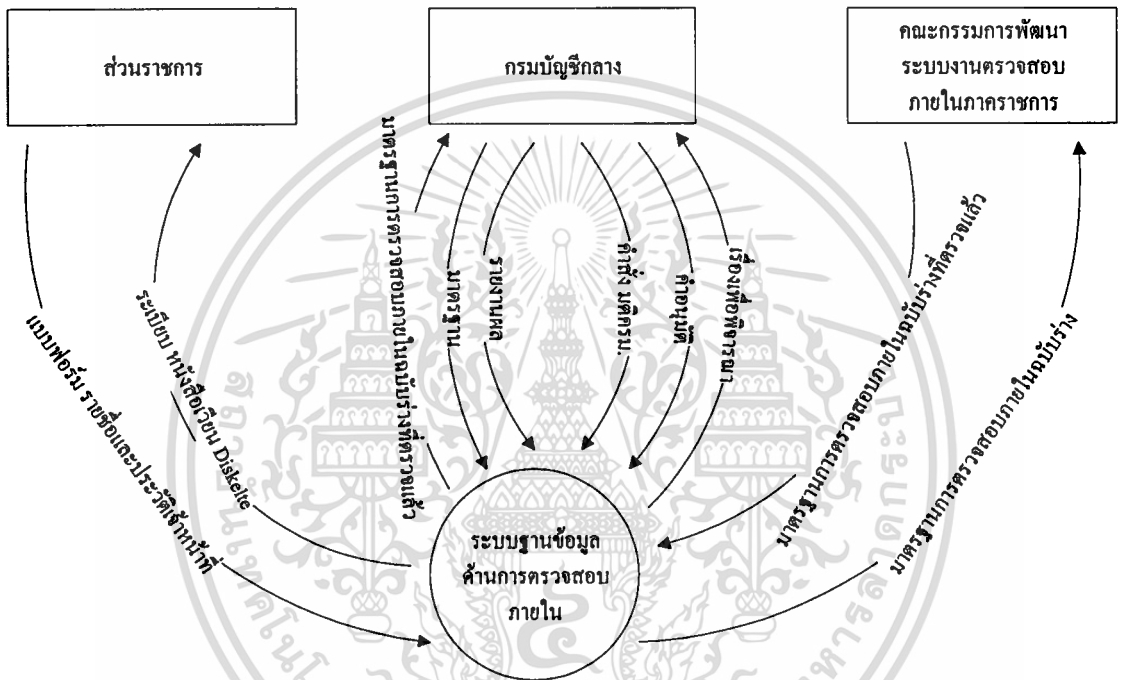 ส่วนราชการ
กรมบัญชีกลาง
คณะกรรมการพัฒนา
ระบบงานตรวจสอบ
ภายในภาคราชการ
แบบฟอร์ม รายชื่อและประวัติเจ้าหน้าที่
ระเบียบ หนังสือเวียน Diskette
มาตรฐานการตรวจสอบภายในฉบับร่างที่ตรวจแล้ว
มาตรฐาน
รายงานผล
คำสั่ง มติครม.
คำอนุมัติ
เรื่องเพื่อพิจารณา
มาตรฐานการตรวจสอบภายในฉบับร่างที่ตรวจแล้ว
มาตรฐานการตรวจสอบภายในฉบับร่าง
ระบบฐานข้อมูล
ด้านการตรวจสอบ
ภายใน